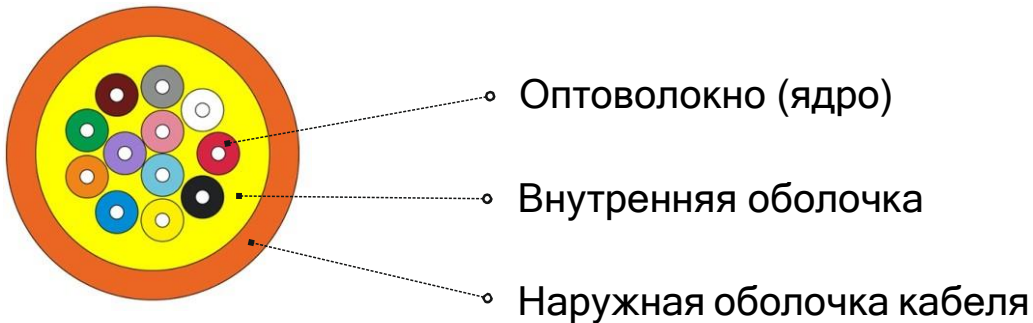 Оптоволокно (ядро)
Внутренняя оболочка
Наружная оболочка кабеля